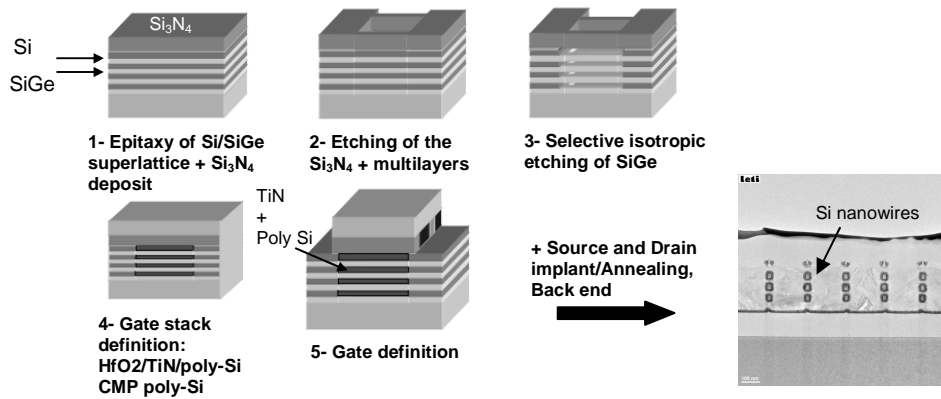 Si₃N₄
Si
SiGe
1- Epitaxy of Si/SiGe
superlattice + Si₃N₄
deposit
2- Etching of the
Si₃N₄ + multilayers
3- Selective isotropic
etching of SiGe
TiN
+
Poly Si
4- Gate stack
definition:
HfO2/TiN/poly-Si
CMP poly-Si
5- Gate definition
+ Source and Drain
implant/Annealing,
Back end
leti
Si nanowires
100 nm